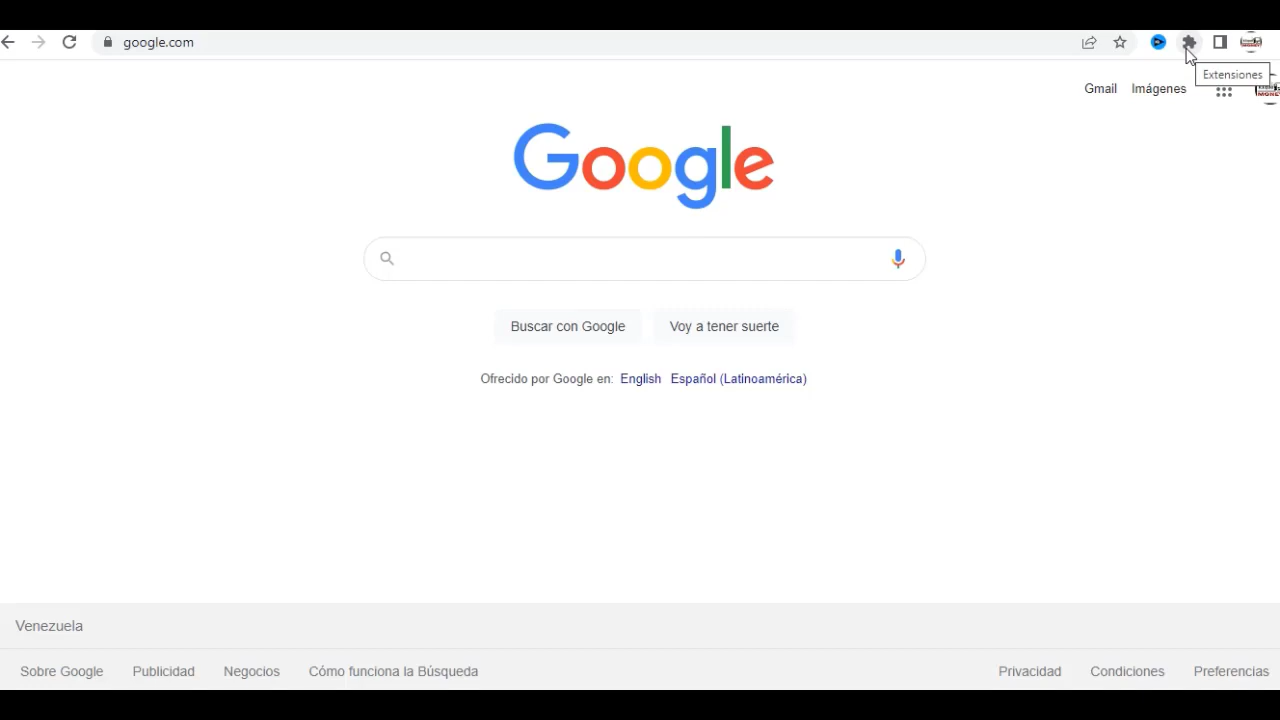 google.com
Extensiones
Gmail Imágenes
Google
Buscar con Google Voy a tener suerte
Ofrecido por Google en: English Español (Latinoamérica)
Venezuela
Sobre Google Publicidad Negocios Cómo funciona la Búsqueda Privacidad Condiciones Preferencias